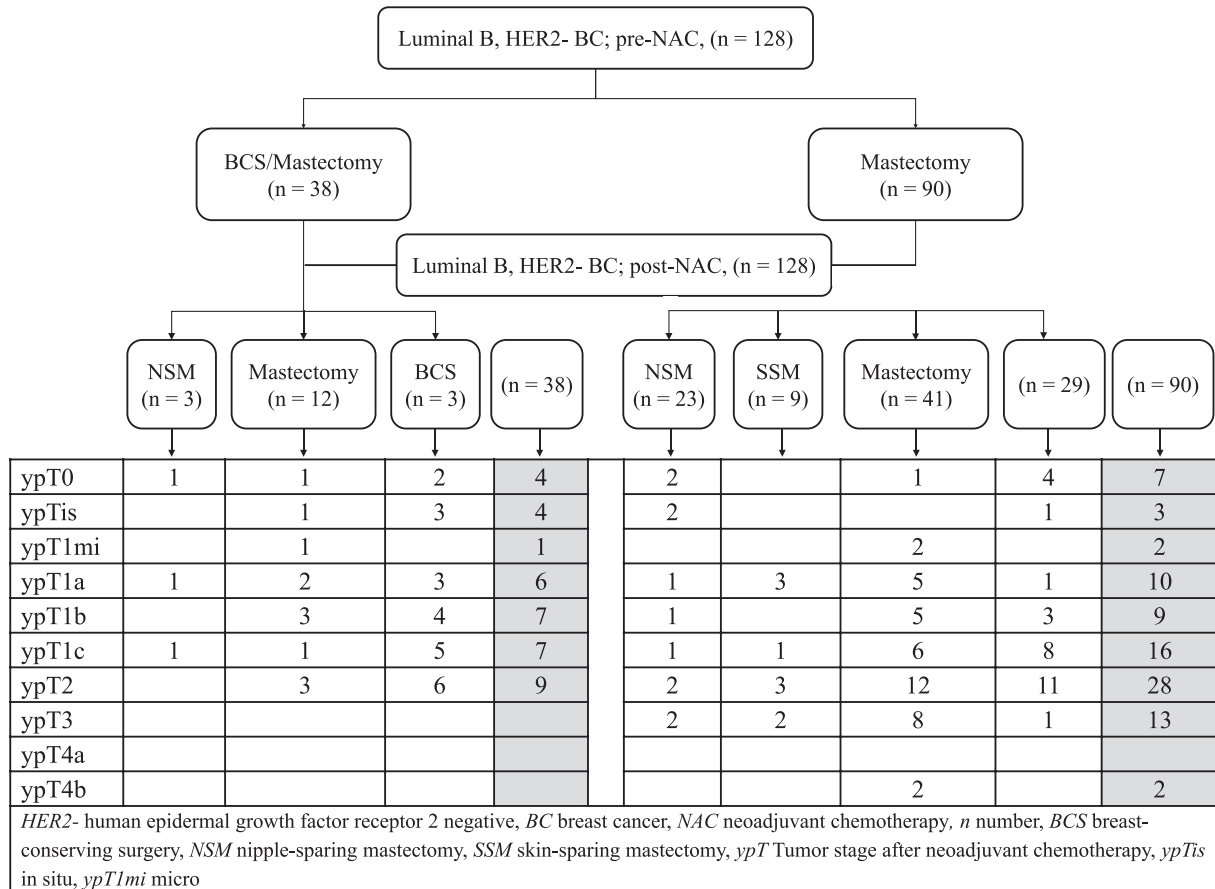 Luminal B, HER2- BC; pre-NAC, (n = 128)
BCS/Mastectomy
(n = 38)
Mastectomy
(n = 90)
Luminal B, HER2- BC; post-NAC, (n = 128)
NSM
(n = 3)
Mastectomy
(n = 12)
BCS
(n = 3)
(n = 38)
NSM
(n = 23)
SSM
(n = 9)
Mastectomy
(n = 41)
(n = 29)
(n = 90)
ypT0 1 1 2 4 2 1 4 7
ypTis 1 3 4 2 1 3
ypT1mi 1 1 2 2
ypT1a 1 2 3 6 1 3 5 1 10
ypT1b 3 4 7 1 5 3 9
ypT1c 1 1 5 7 1 1 6 8 16
ypT2 3 6 9 2 3 12 11 28
ypT3 2 2 8 1 13
ypT4a
ypT4b 2 2
HER2- human epidermal growth factor receptor 2 negative, BC breast cancer, NAC neoadjuvant chemotherapy, n number, BCS breast-
conserving surgery, NSM nipple-sparing mastectomy, SSM skin-sparing mastectomy, ypT Tumor stage after neoadjuvant chemotherapy, ypTis
in situ, ypT1mi micro